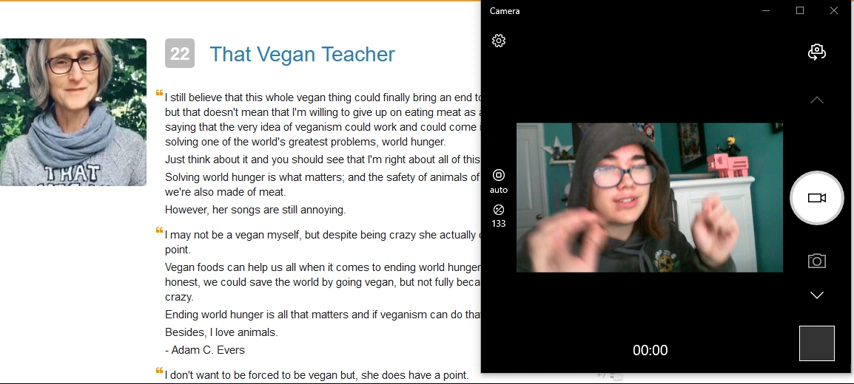 Camera
22 That Vegan Teacher
I still believe that this whole vegan thing could finally bring an end to
but that doesn't mean that I'm willing to give up on eating meat as
saying that the very idea of veganism could work and could come
solving one of the world's greatest problems, world hunger.
Just think about it and you should see that I'm right about all of this
Solving world hunger is what matters; and the safety of animals of
we're also made of meat.
However, her songs are still annoying.
I may not be a vegan myself, but despite being crazy she actually
point.
Vegan foods can help us all when it comes to ending world hunger
honest, we could save the world by going vegan, but not fully
crazy.
Ending world hunger is all that matters and if veganism can do
Besides, I love animals.
- Adam C. Evers
I don't want to be forced to be vegan but, she does have a point.
THAT
auto
133
00:00